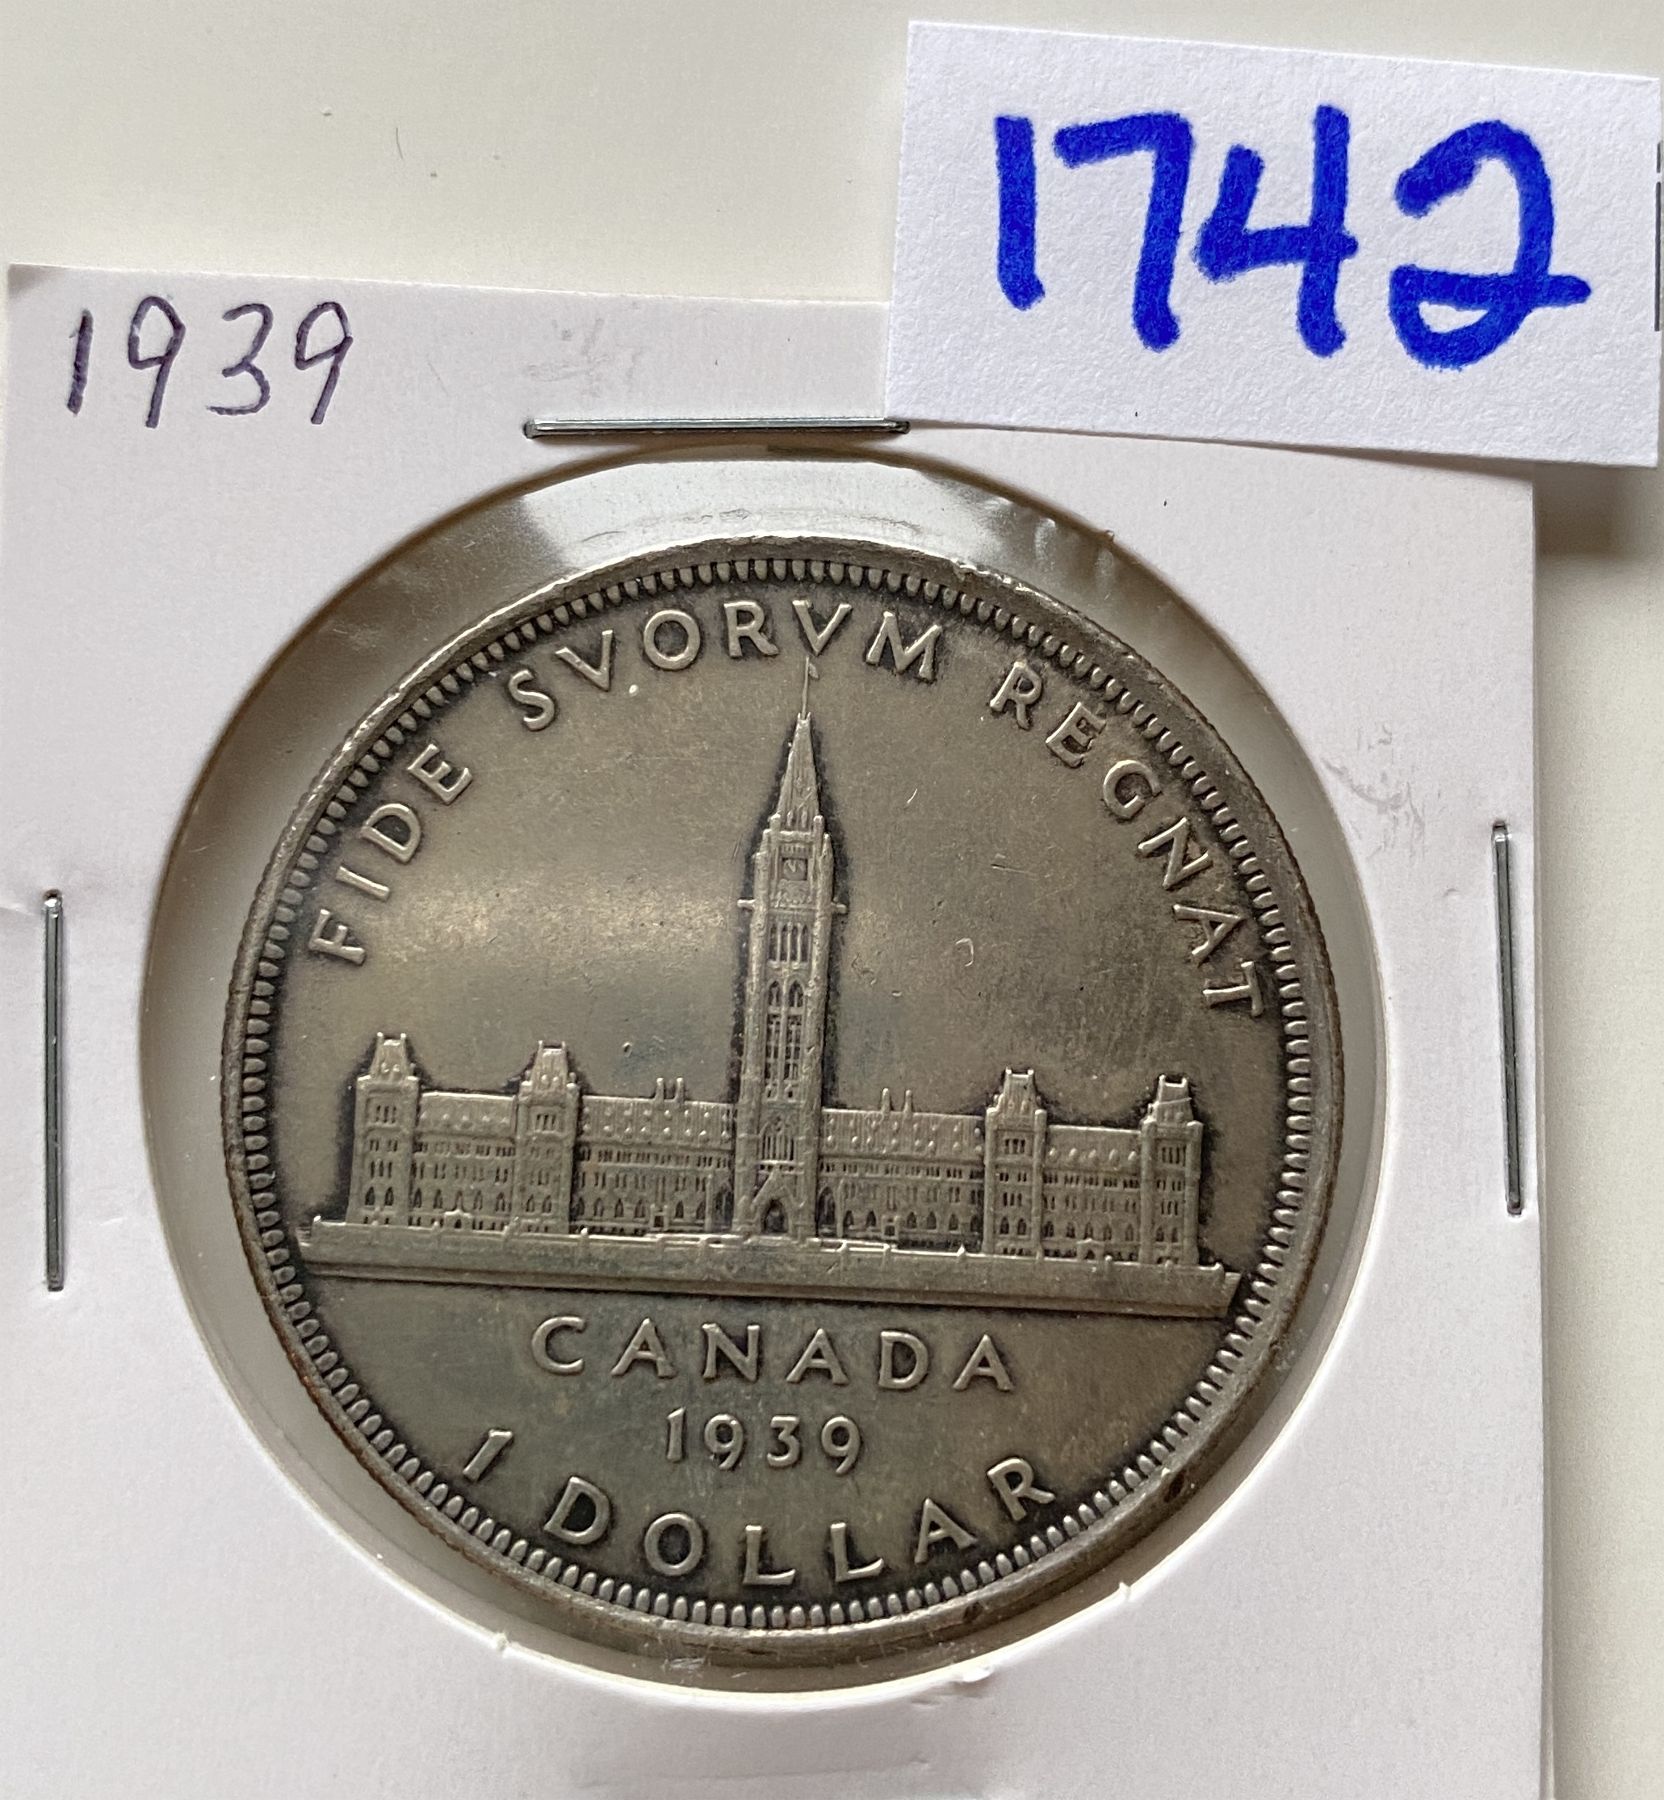 1742
1939
FIDE SVORVM REGNAT
CANADA
1939
1 DOLLAR